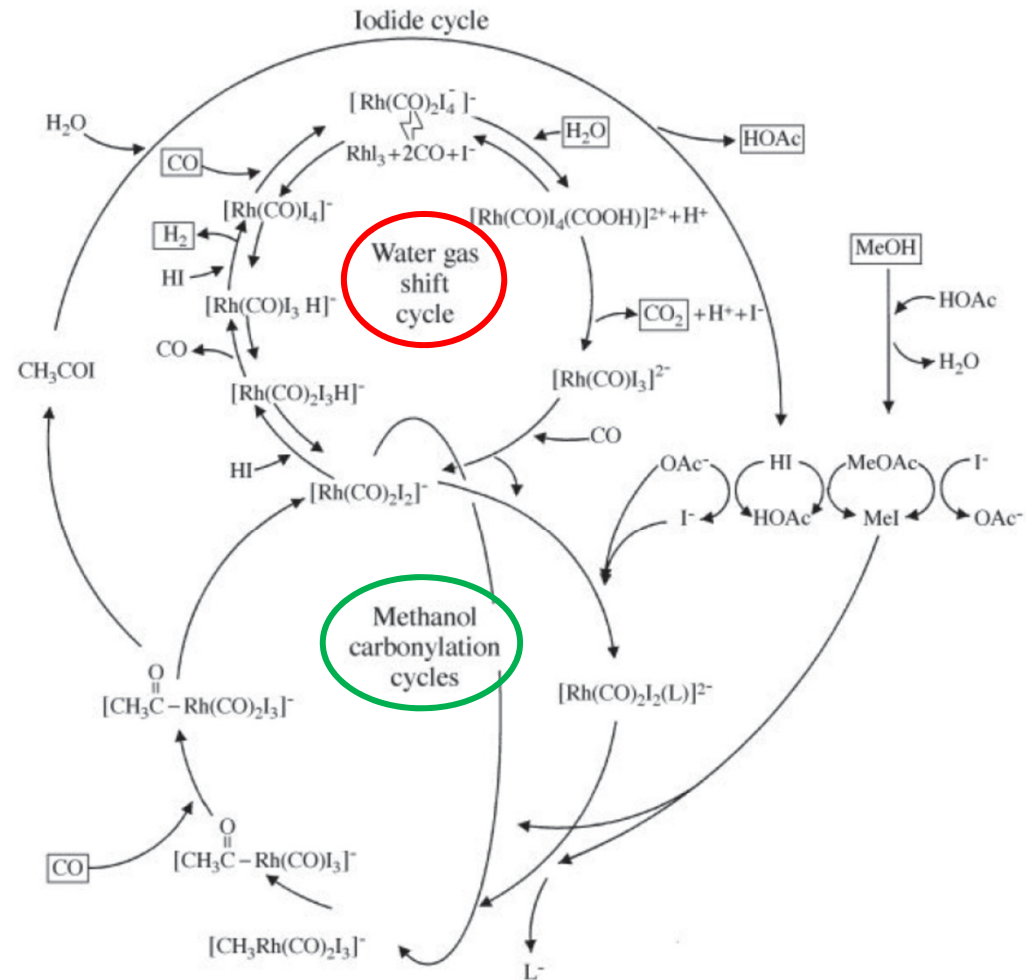 Iodide cycle
[Rh(CO)₂I₄⁻]⁻
H₂O
H₂O
HOAc
CO
RhI₃+2CO+I⁻
[Rh(CO)I₄]⁻
[Rh(CO)I₄(COOH)]²⁺+H⁺
H₂
Water gas
shift
cycle
MeOH
HI
HOAc
[Rh(CO)I₃ H]⁻
CO₂ +H⁺+I⁻
CO
H₂O
CH₃COI
[Rh(CO)₂I₃H]⁻
[Rh(CO)I₃]²⁻
CO
HI
OAc⁻ HI MeOAc I⁻
[Rh(CO)₂I₂]⁻
I⁻ HOAc MeI OAc⁻
Methanol
carbonylation
cycles
O
[CH₃C–Rh(CO)₂I₃]⁻
[Rh(CO)₂I₂(L)]²⁻
O
CO
[CH₃C–Rh(CO)I₃]⁻
[CH₃Rh(CO)₂I₃]⁻
L⁻